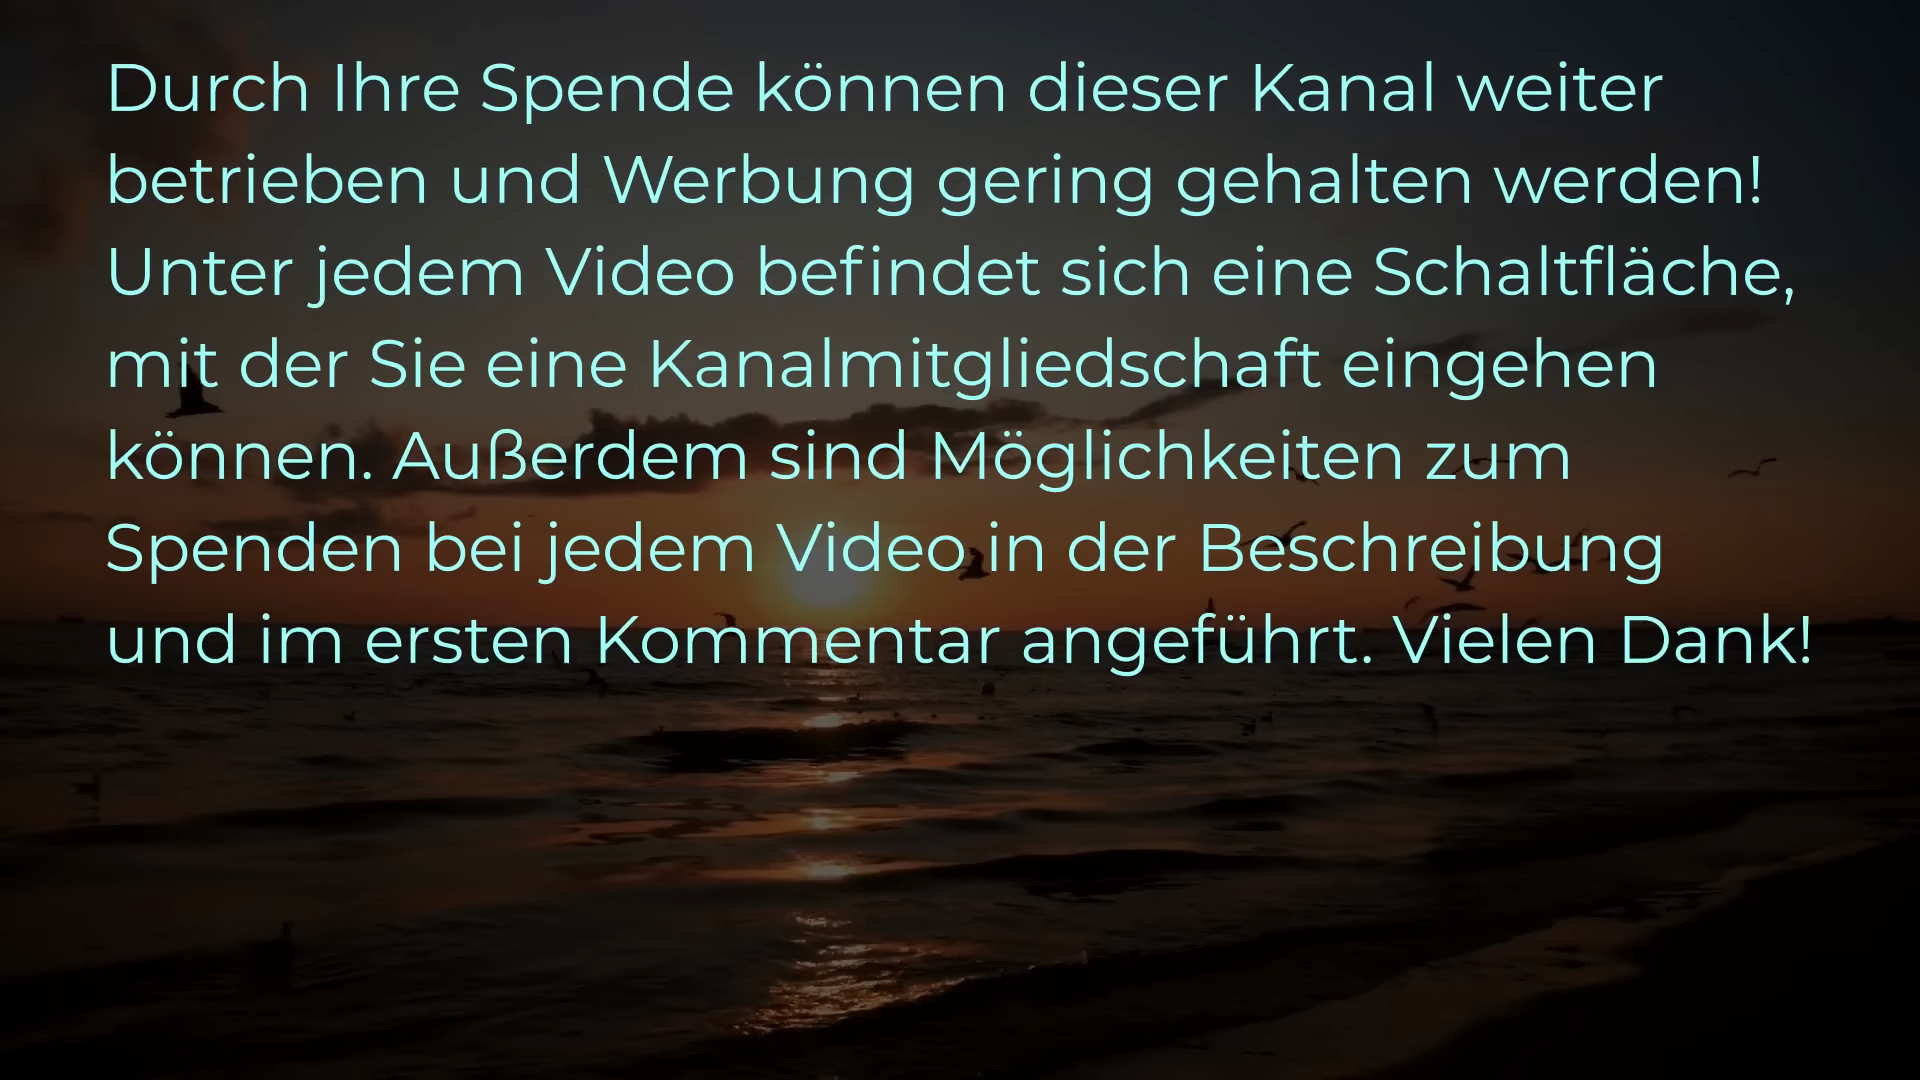 Durch Ihre Spende können dieser Kanal weiter
betrieben und Werbung gering gehalten werden!
Unter jedem Video befindet sich eine Schaltfläche,
mit der Sie eine Kanalmitgliedschaft eingehen
können. Außerdem sind Möglichkeiten zum
Spenden bei jedem Video in der Beschreibung
und im ersten Kommentar angeführt. Vielen Dank!